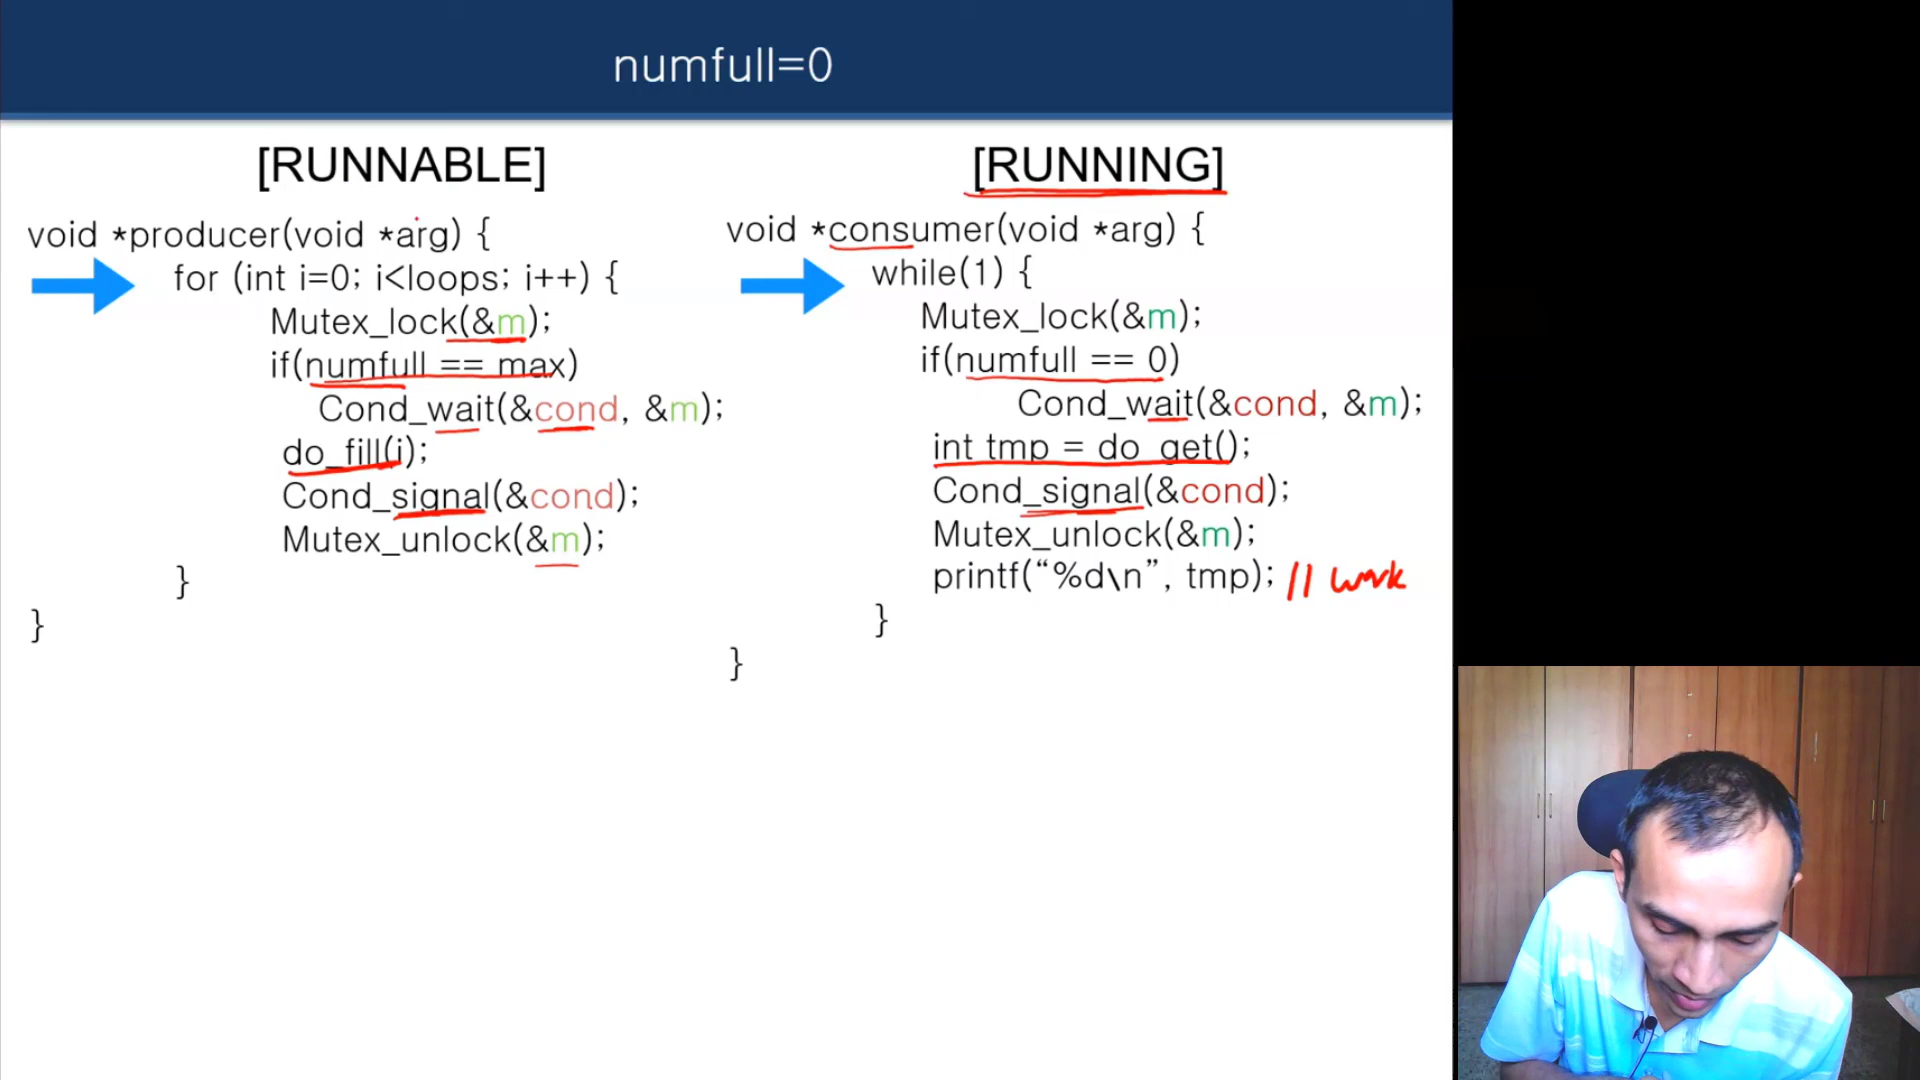 numfull=0
[RUNNABLE]
void *producer(void *arg) {
for (int i=0; i<loops; i++) {
Mutex_lock(&m);
if(numfull == max)
Cond_wait(&cond, &m);
do_fill(i);
Cond_signal(&cond);
Mutex_unlock(&m);
}
}
[RUNNING]
void *consumer(void *arg) {
while(1) {
Mutex_lock(&m);
if(numfull == 0)
Cond_wait(&cond, &m);
int tmp = do_get();
Cond_signal(&cond);
Mutex_unlock(&m);
printf(“%d\n”, tmp); // work
}
}